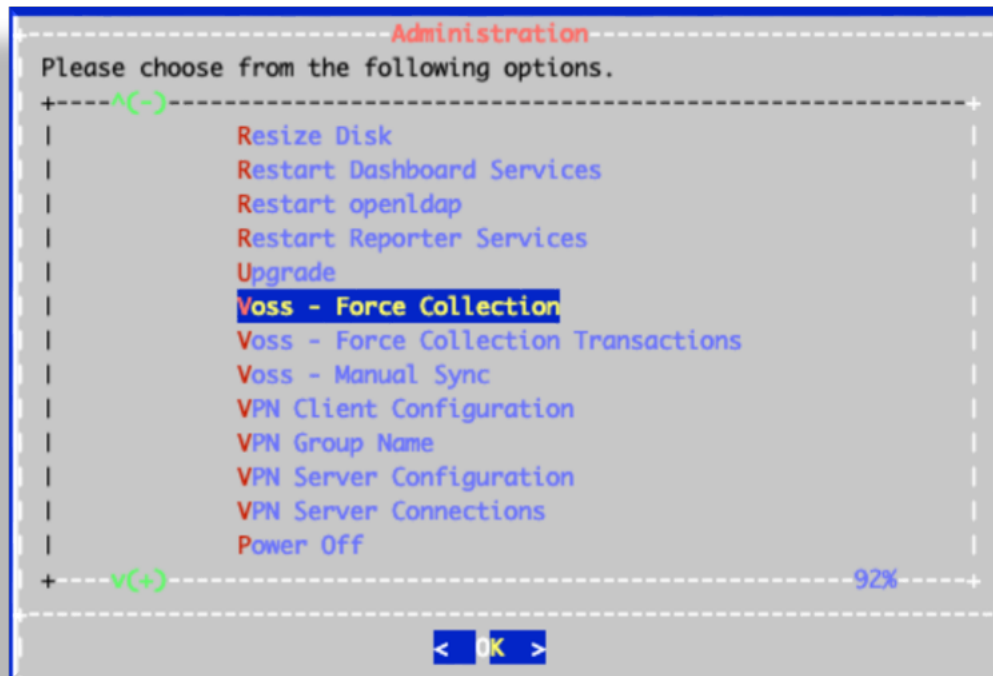 Administration
Please choose from the following options.
^(-)
Resize Disk
Restart Dashboard Services
Restart openldap
Restart Reporter Services
Upgrade
Voss - Force Collection
Voss - Force Collection Transactions
Voss - Manual Sync
VPN Client Configuration
VPN Group Name
VPN Server Configuration
VPN Server Connections
Power Off
v(+) 92%
< OK >